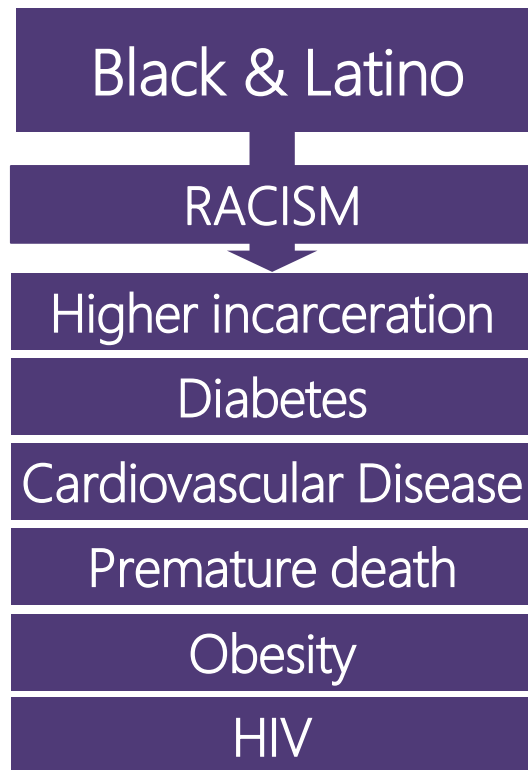 Black & Latino
RACISM
Higher incarceration
Diabetes
Cardiovascular Disease
Premature death
Obesity
HIV